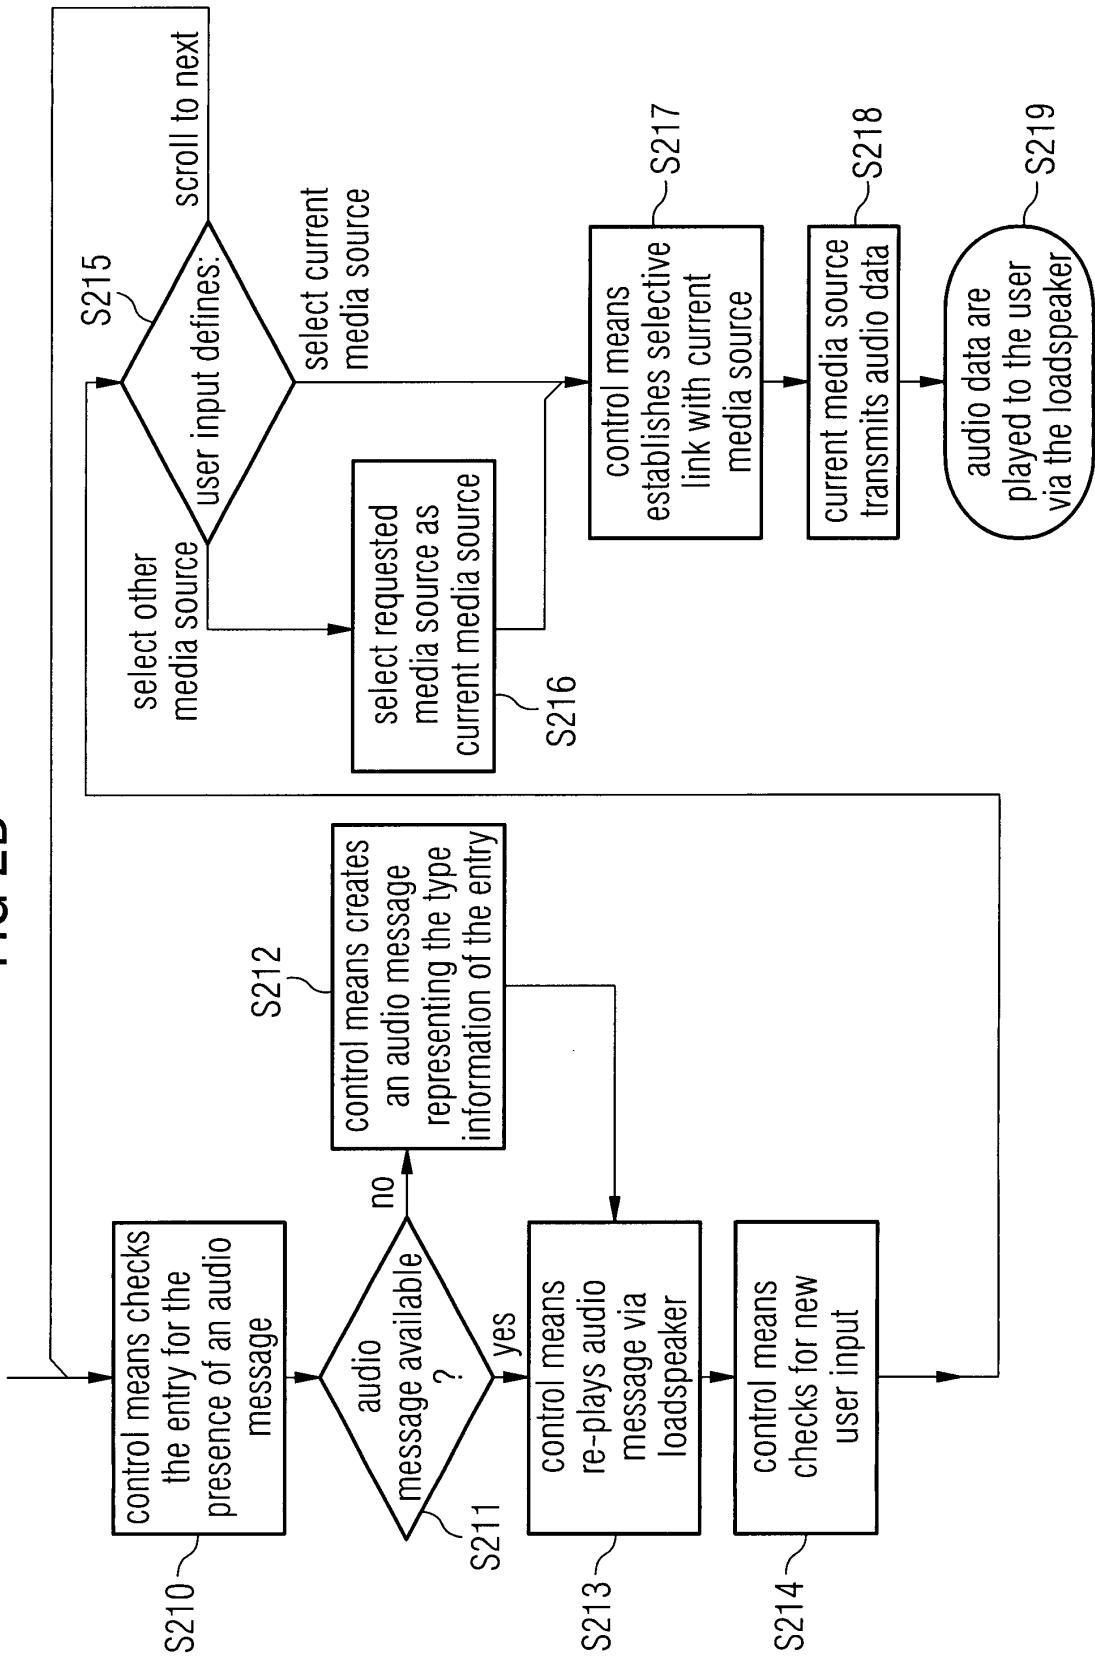 FIG 2B
S210
control means checks
the entry for the
presence of an audio
message
S211
audio
message available
?
no
yes
S212
control means creates
an audio message
representing the type
information of the entry
S213
control means
re-plays audio
message via
loadspeaker
S214
control means
checks for new
user input
S215
user input defines:
scroll to next
select other
media source
select current
media source
select requested
media source as
current media source
S216
control means
establishes selective
link with current
media source
S217
current media source
transmits audio data
S218
audio data are
played to the user
via the loadspeaker
S219